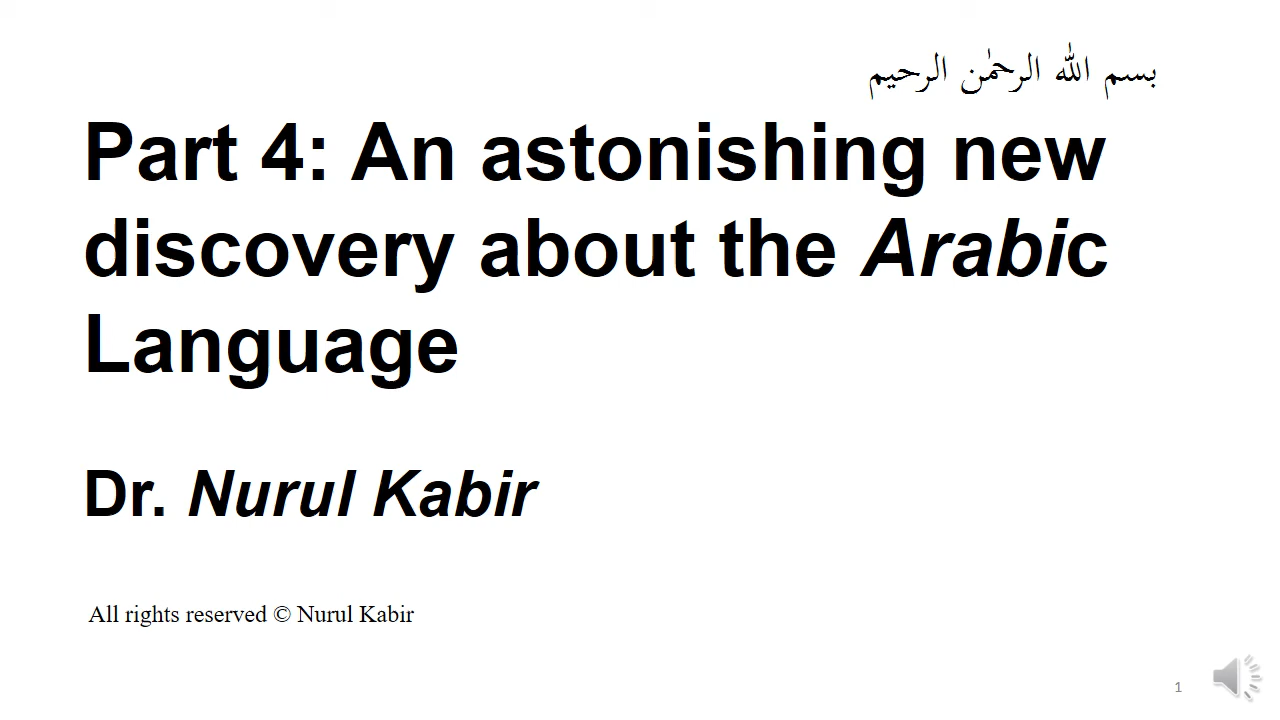 بسم الله الرحمٰن الرحيم
Part 4: An astonishing new
discovery about the Arabic
Language
Dr. Nurul Kabir
All rights reserved © Nurul Kabir
1